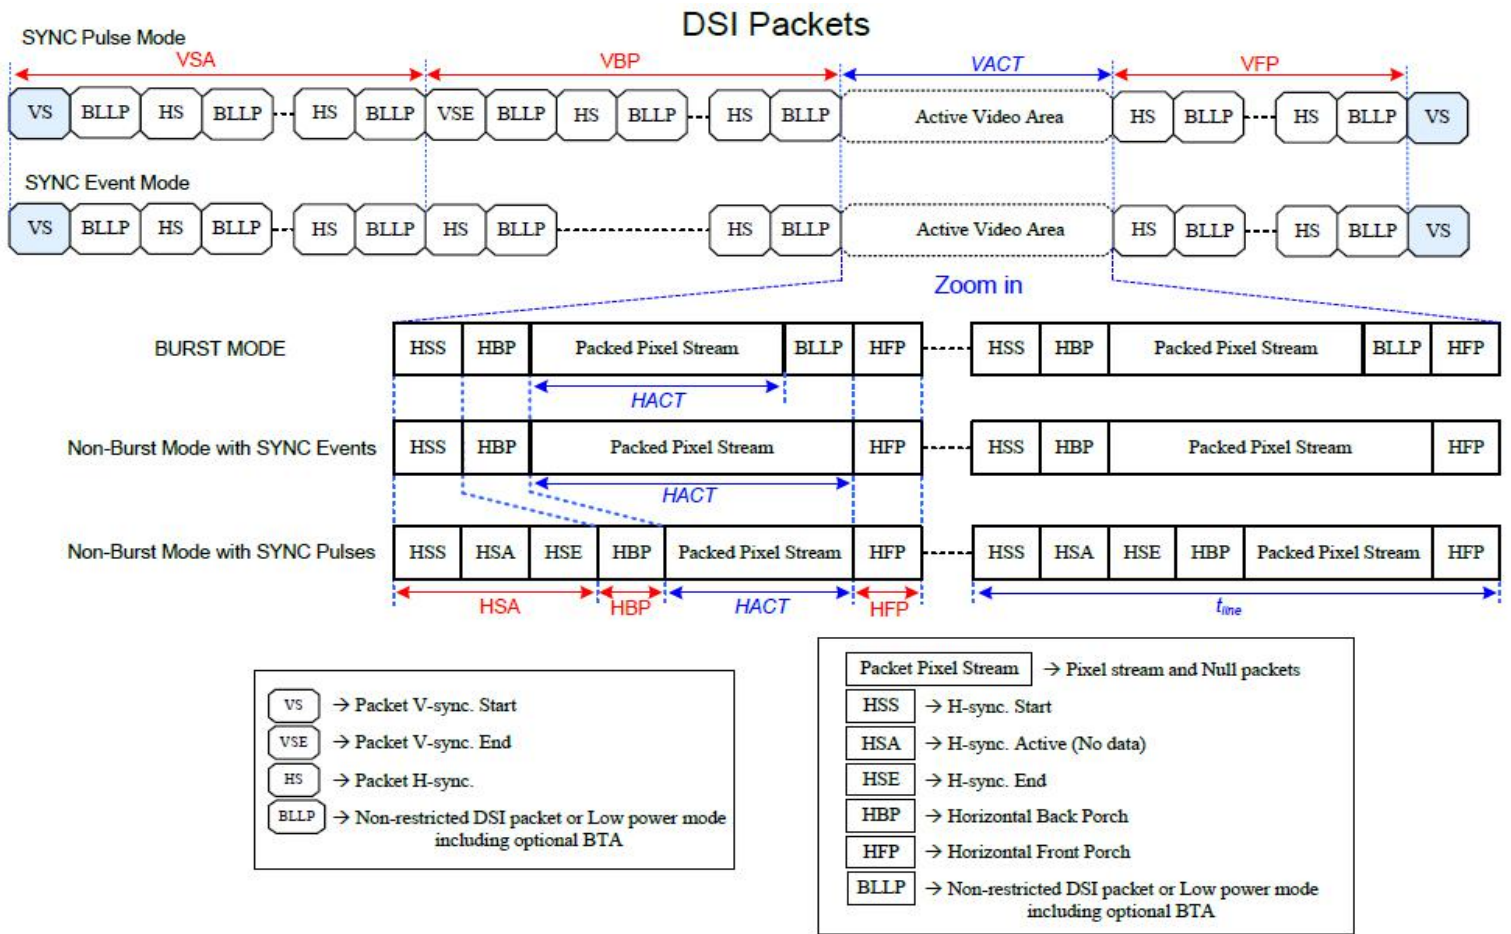 DSI Packets
SYNC Pulse Mode
VSA VBP VACT VFP
VS BLLP HS BLLP HS BLLP VSE BLLP HS BLLP HS BLLP Active Video Area HS BLLP HS BLLP VS
SYNC Event Mode
VS BLLP HS BLLP HS BLLP HS BLLP HS BLLP Active Video Area HS BLLP HS BLLP VS
Zoom in
BURST MODE HSS HBP Packed Pixel Stream BLLP HFP HSS HBP Packed Pixel Stream BLLP HFP
HACT
Non-Burst Mode with SYNC Events HSS HBP Packed Pixel Stream HFP HSS HBP Packed Pixel Stream HFP
HACT
Non-Burst Mode with SYNC Pulses HSS HSA HSE HBP Packed Pixel Stream HFP HSS HSA HSE HBP Packed Pixel Stream HFP
HSA HBP HACT HFP tline
VS → Packet V-sync. Start
VSE → Packet V-sync. End
HS → Packet H-sync.
BLLP → Non-restricted DSI packet or Low power mode
including optional BTA
Packet Pixel Stream → Pixel stream and Null packets
HSS → H-sync. Start
HSA → H-sync. Active (No data)
HSE → H-sync. End
HBP → Horizontal Back Porch
HFP → Horizontal Front Porch
BLLP → Non-restricted DSI packet or Low power mode
including optional BTA